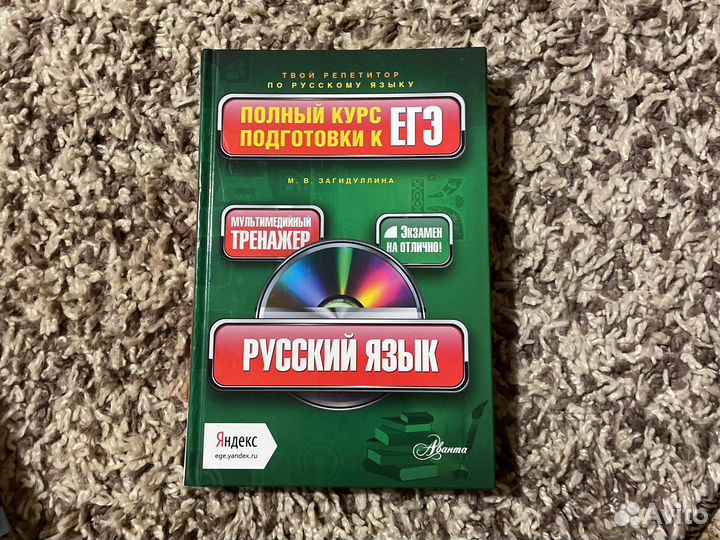 ТВОЙ РЕПЕТИТОР
ПО РУССКОМУ ЯЗЫКУ
ПОЛНЫЙ КУРС
ПОДГОТОВКИ К ЕГЭ
М. В. ЗАГИДУЛЛИНА
МУЛЬТИМЕДИЙНЫЙ
ТРЕНАЖЕР
ЭКЗАМЕН
НА ОТЛИЧНО!
РУССКИЙ ЯЗЫК
Яндекс
ege.yandex.ru
Аванта
Avito